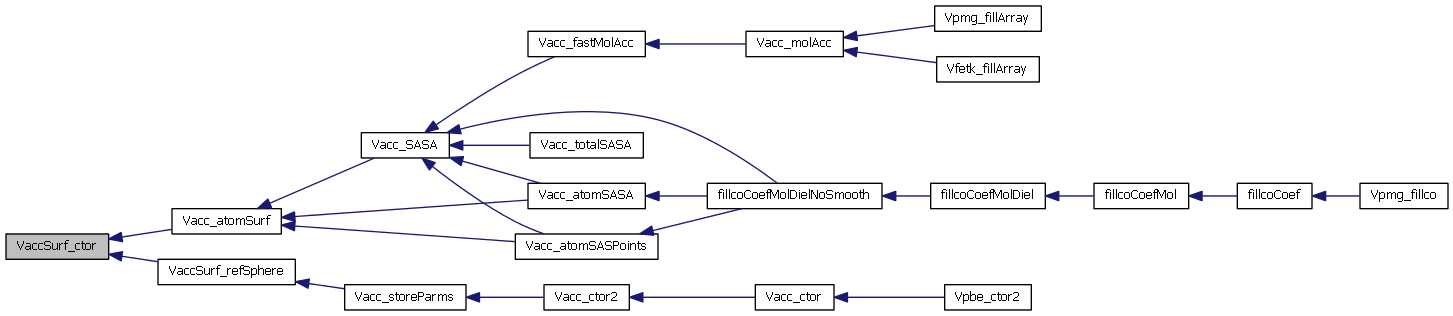 Vpmg_fillArray
Vacc_fastMolAcc
Vacc_molAcc
Vfetk_fillArray
Vacc_SASA
Vacc_totalSASA
Vacc_atomSASA
fillcoCoefMolDielNoSmooth
fillcoCoefMolDiel
fillcoCoefMol
fillcoCoef
Vpmg_fillco
Vacc_atomSurf
VaccSurf_ctor
Vacc_atomSASPoints
VaccSurf_refSphere
Vacc_storeParms
Vacc_ctor2
Vacc_ctor
Vpbe_ctor2